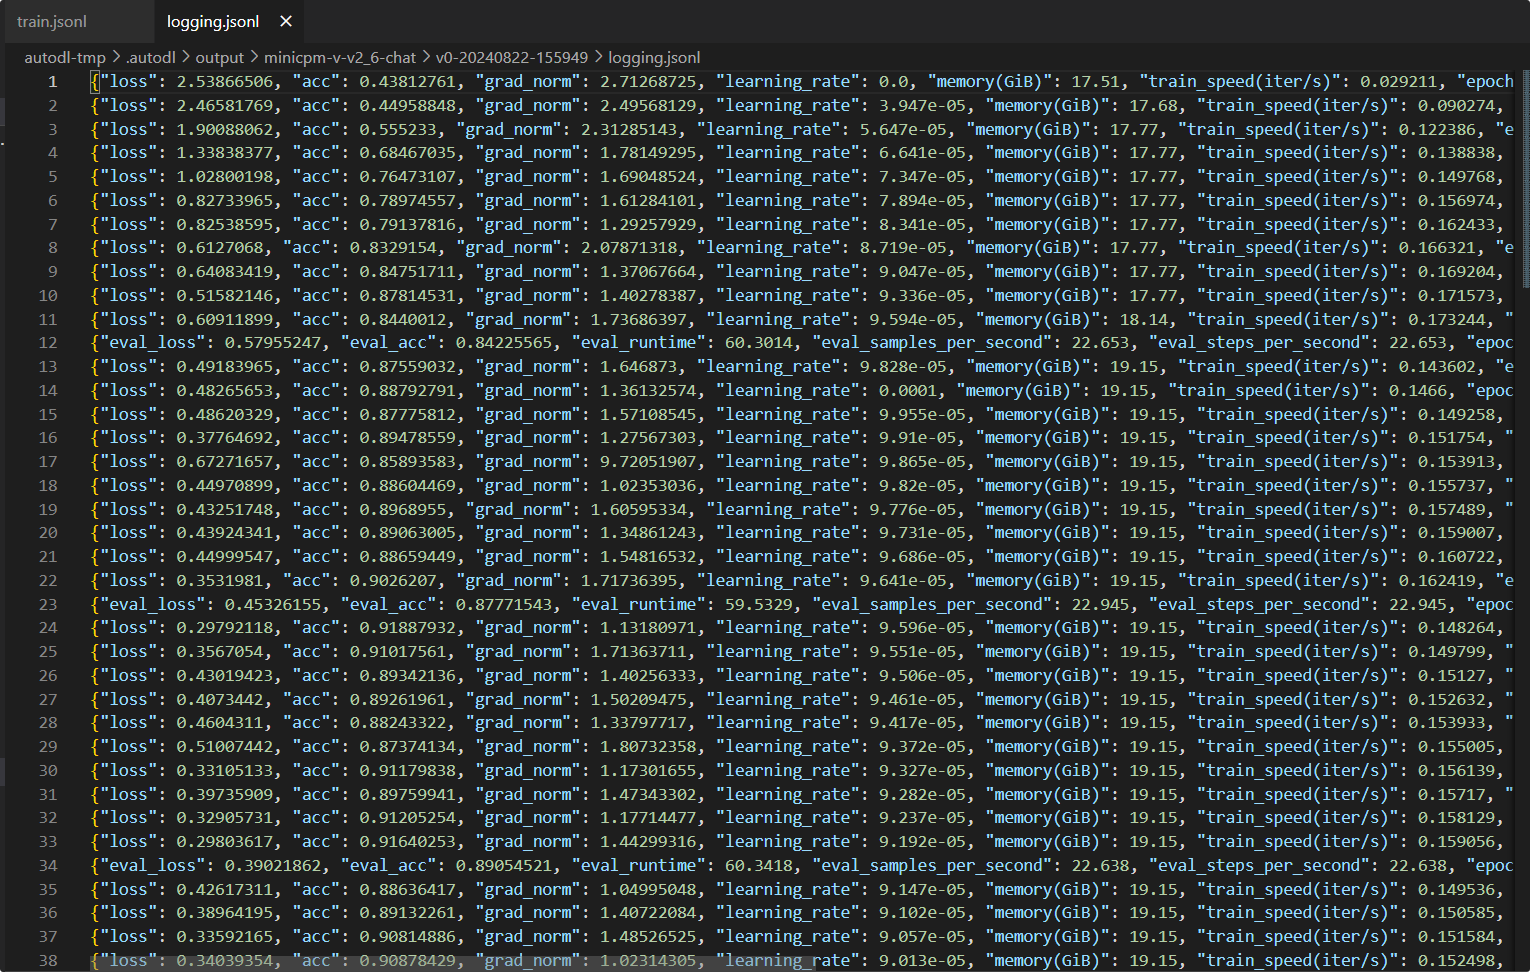 train.jsonl
logging.jsonl ×
autodl-tmp > .autodl > output > minicpm-v-v2_6-chat > v0-20240822-155949 > logging.jsonl
1 {"loss": 2.53866506, "acc": 0.43812761, "grad_norm": 2.71268725, "learning_rate": 0.0, "memory(GiB)": 17.51, "train_speed(iter/s)": 0.029211, "epoch
2 {"loss": 2.46581769, "acc": 0.44958848, "grad_norm": 2.49568129, "learning_rate": 3.947e-05, "memory(GiB)": 17.68, "train_speed(iter/s)": 0.090274,
3 {"loss": 1.90088062, "acc": 0.555233, "grad_norm": 2.31285143, "learning_rate": 5.647e-05, "memory(GiB)": 17.77, "train_speed(iter/s)": 0.122386, "e
4 {"loss": 1.33838377, "acc": 0.68467035, "grad_norm": 1.78149295, "learning_rate": 6.641e-05, "memory(GiB)": 17.77, "train_speed(iter/s)": 0.138838,
5 {"loss": 1.02800198, "acc": 0.76473107, "grad_norm": 1.69048524, "learning_rate": 7.347e-05, "memory(GiB)": 17.77, "train_speed(iter/s)": 0.149768,
6 {"loss": 0.82733965, "acc": 0.78974557, "grad_norm": 1.61284101, "learning_rate": 7.894e-05, "memory(GiB)": 17.77, "train_speed(iter/s)": 0.156974,
7 {"loss": 0.82538595, "acc": 0.79137816, "grad_norm": 1.29257929, "learning_rate": 8.341e-05, "memory(GiB)": 17.77, "train_speed(iter/s)": 0.162433,
8 {"loss": 0.6127068, "acc": 0.8329154, "grad_norm": 2.07871318, "learning_rate": 8.719e-05, "memory(GiB)": 17.77, "train_speed(iter/s)": 0.166321, "e
9 {"loss": 0.64083419, "acc": 0.84751711, "grad_norm": 1.37067664, "learning_rate": 9.047e-05, "memory(GiB)": 17.77, "train_speed(iter/s)": 0.169204,
10 {"loss": 0.51582146, "acc": 0.87814531, "grad_norm": 1.40278387, "learning_rate": 9.336e-05, "memory(GiB)": 17.77, "train_speed(iter/s)": 0.171573,
11 {"loss": 0.60911899, "acc": 0.8440012, "grad_norm": 1.73686397, "learning_rate": 9.594e-05, "memory(GiB)": 18.14, "train_speed(iter/s)": 0.173244, "
12 {"eval_loss": 0.57955247, "eval_acc": 0.84225565, "eval_runtime": 60.3014, "eval_samples_per_second": 22.653, "eval_steps_per_second": 22.653, "epoc
13 {"loss": 0.49183965, "acc": 0.87559032, "grad_norm": 1.646873, "learning_rate": 9.828e-05, "memory(GiB)": 19.15, "train_speed(iter/s)": 0.143602, "e
14 {"loss": 0.48265653, "acc": 0.88792791, "grad_norm": 1.36132574, "learning_rate": 0.0001, "memory(GiB)": 19.15, "train_speed(iter/s)": 0.1466, "epoc
15 {"loss": 0.48620329, "acc": 0.87775812, "grad_norm": 1.57108545, "learning_rate": 9.955e-05, "memory(GiB)": 19.15, "train_speed(iter/s)": 0.149258,
16 {"loss": 0.37764692, "acc": 0.89478559, "grad_norm": 1.27567303, "learning_rate": 9.91e-05, "memory(GiB)": 19.15, "train_speed(iter/s)": 0.151754, "
17 {"loss": 0.67271657, "acc": 0.85893583, "grad_norm": 9.72051907, "learning_rate": 9.865e-05, "memory(GiB)": 19.15, "train_speed(iter/s)": 0.153913,
18 {"loss": 0.44970899, "acc": 0.88604469, "grad_norm": 1.02353036, "learning_rate": 9.82e-05, "memory(GiB)": 19.15, "train_speed(iter/s)": 0.155737, "
19 {"loss": 0.43251748, "acc": 0.8968955, "grad_norm": 1.60595334, "learning_rate": 9.776e-05, "memory(GiB)": 19.15, "train_speed(iter/s)": 0.157489, "
20 {"loss": 0.43924341, "acc": 0.89063005, "grad_norm": 1.34861243, "learning_rate": 9.731e-05, "memory(GiB)": 19.15, "train_speed(iter/s)": 0.159007,
21 {"loss": 0.44999547, "acc": 0.88659449, "grad_norm": 1.54816532, "learning_rate": 9.686e-05, "memory(GiB)": 19.15, "train_speed(iter/s)": 0.160722,
22 {"loss": 0.3531981, "acc": 0.9026207, "grad_norm": 1.71736395, "learning_rate": 9.641e-05, "memory(GiB)": 19.15, "train_speed(iter/s)": 0.162419, "e
23 {"eval_loss": 0.45326155, "eval_acc": 0.87771543, "eval_runtime": 59.5329, "eval_samples_per_second": 22.945, "eval_steps_per_second": 22.945, "epoc
24 {"loss": 0.29792118, "acc": 0.91887932, "grad_norm": 1.13180971, "learning_rate": 9.596e-05, "memory(GiB)": 19.15, "train_speed(iter/s)": 0.148264,
25 {"loss": 0.3567054, "acc": 0.91017561, "grad_norm": 1.71363711, "learning_rate": 9.551e-05, "memory(GiB)": 19.15, "train_speed(iter/s)": 0.149799, "
26 {"loss": 0.43019423, "acc": 0.89342136, "grad_norm": 1.40256333, "learning_rate": 9.506e-05, "memory(GiB)": 19.15, "train_speed(iter/s)": 0.15127, "
27 {"loss": 0.4073442, "acc": 0.89261961, "grad_norm": 1.50209475, "learning_rate": 9.461e-05, "memory(GiB)": 19.15, "train_speed(iter/s)": 0.152632, "
28 {"loss": 0.4604311, "acc": 0.88243322, "grad_norm": 1.33797717, "learning_rate": 9.417e-05, "memory(GiB)": 19.15, "train_speed(iter/s)": 0.153933, "
29 {"loss": 0.51007442, "acc": 0.87374134, "grad_norm": 1.80732358, "learning_rate": 9.372e-05, "memory(GiB)": 19.15, "train_speed(iter/s)": 0.155005,
30 {"loss": 0.33105133, "acc": 0.91179838, "grad_norm": 1.17301655, "learning_rate": 9.327e-05, "memory(GiB)": 19.15, "train_speed(iter/s)": 0.156139,
31 {"loss": 0.39735909, "acc": 0.89759941, "grad_norm": 1.47343302, "learning_rate": 9.282e-05, "memory(GiB)": 19.15, "train_speed(iter/s)": 0.15717, "
32 {"loss": 0.32905731, "acc": 0.91205254, "grad_norm": 1.17714477, "learning_rate": 9.237e-05, "memory(GiB)": 19.15, "train_speed(iter/s)": 0.158129,
33 {"loss": 0.29803617, "acc": 0.91640253, "grad_norm": 1.44299316, "learning_rate": 9.192e-05, "memory(GiB)": 19.15, "train_speed(iter/s)": 0.159056,
34 {"eval_loss": 0.39021862, "eval_acc": 0.89054521, "eval_runtime": 60.3418, "eval_samples_per_second": 22.638, "eval_steps_per_second": 22.638, "epoc
35 {"loss": 0.42617311, "acc": 0.88636417, "grad_norm": 1.04995048, "learning_rate": 9.147e-05, "memory(GiB)": 19.15, "train_speed(iter/s)": 0.149536,
36 {"loss": 0.38964195, "acc": 0.89132261, "grad_norm": 1.40722084, "learning_rate": 9.102e-05, "memory(GiB)": 19.15, "train_speed(iter/s)": 0.150585,
37 {"loss": 0.33592165, "acc": 0.90814886, "grad_norm": 1.48526525, "learning_rate": 9.057e-05, "memory(GiB)": 19.15, "train_speed(iter/s)": 0.151584,
38 {"loss": 0.34039354, "acc": 0.90878429, "grad_norm": 1.02314305, "learning_rate": 9.013e-05, "memory(GiB)": 19.15, "train_speed(iter/s)": 0.152498,